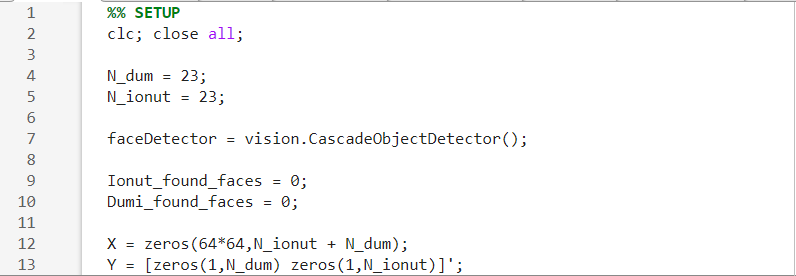 1 %% SETUP
2 clc; close all;
3
4 N_dum = 23;
5 N_ionut = 23;
6
7 faceDetector = vision.CascadeObjectDetector();
8
9 Ionut_found_faces = 0;
10 Dumi_found_faces = 0;
11
12 X = zeros(64*64,N_ionut + N_dum);
13 Y = [zeros(1,N_dum) zeros(1,N_ionut)]';